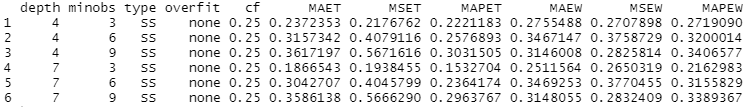 depth minobs type overfit cf MAET MSET MAPET MAEW MSEW MAPEW
1 4 3 SS none 0.25 0.2372353 0.2176762 0.2221183 0.2755488 0.2707898 0.2719090
2 4 6 SS none 0.25 0.3157342 0.4079116 0.2576893 0.3467147 0.3758729 0.3200014
3 4 9 SS none 0.25 0.3617197 0.5671616 0.3031505 0.3146008 0.2825814 0.3406577
4 7 3 SS none 0.25 0.1866543 0.1938455 0.1532704 0.2511564 0.2650319 0.2162983
5 7 6 SS none 0.25 0.3042707 0.4045799 0.2364174 0.3469253 0.3770455 0.3155829
6 7 9 SS none 0.25 0.3586138 0.5666290 0.2963767 0.3148055 0.2832409 0.3389367